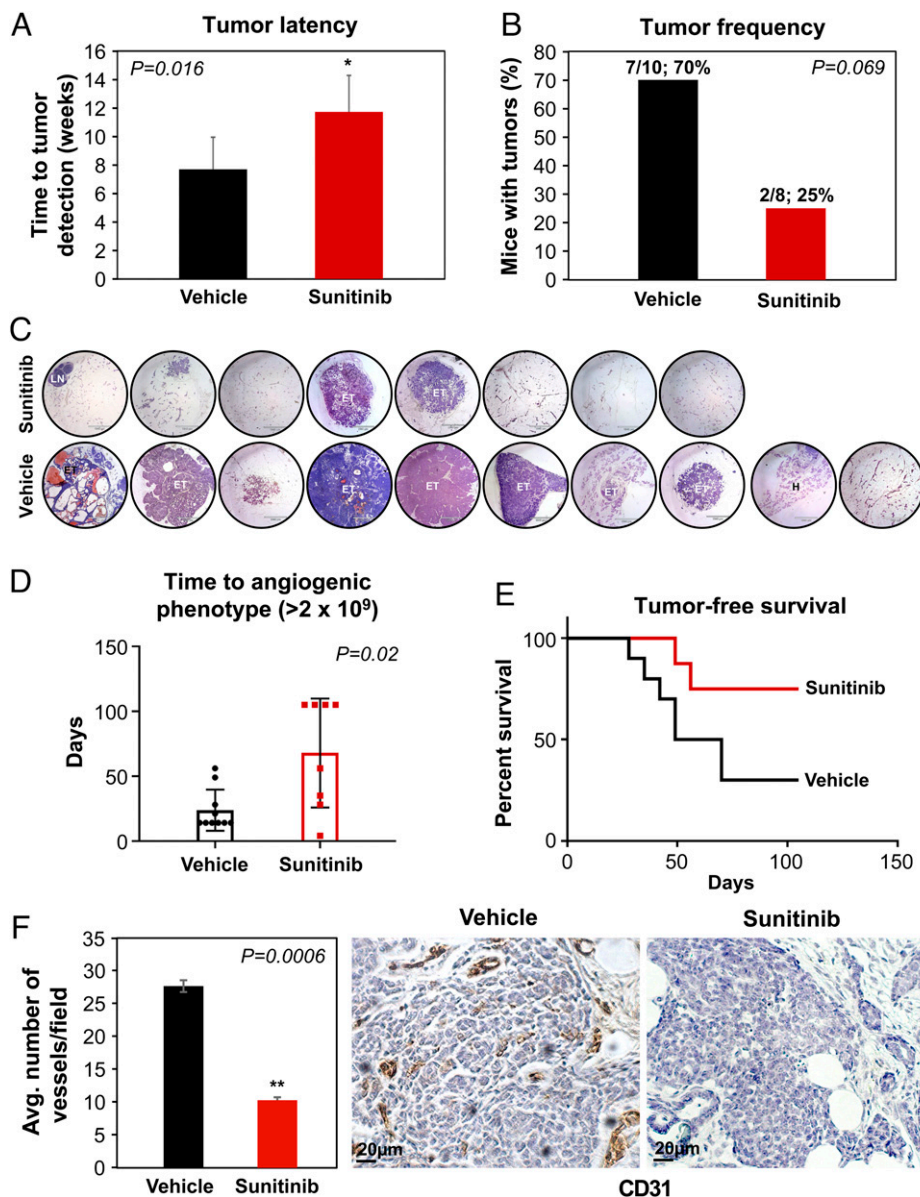 A
Tumor latency
Time to tumor
detection (weeks)
16
14
12
10
8
6
4
2
0
P=0.016
*
Vehicle
Sunitinib
B
Tumor frequency
Mice with tumors (%)
80
70
60
50
40
30
20
10
0
7/10; 70%
P=0.069
2/8; 25%
Vehicle
Sunitinib
C
Sunitinib
LN
ET
ET
Vehicle
ET
ET
ET
ET
ET
ET
ET
H
D
Time to angiogenic
phenotype (>2 x 10⁹)
P=0.02
Days
150
100
50
0
Vehicle
Sunitinib
E
Tumor-free survival
Percent survival
100
50
0
Sunitinib
Vehicle
0
50
100
150
Days
F
Avg. number of
vessels/field
35
30
25
20
15
10
5
0
P=0.0006
**
Vehicle
Sunitinib
Vehicle
Sunitinib
20µm
20µm
CD31